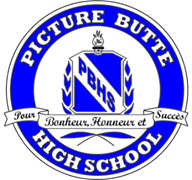 PICTURE BUTTE
PBHS
Pour Bonheur, Honneur et Succès
HIGH SCHOOL